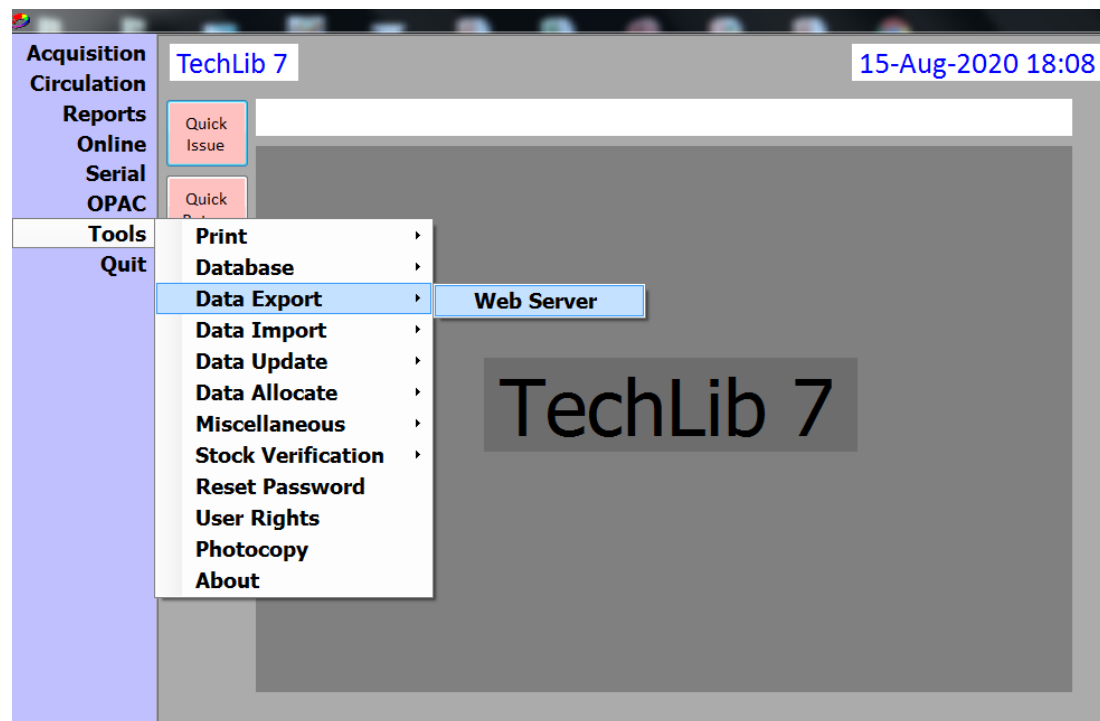 TechLib 7
15-Aug-2020 18:08
Acquisition
Circulation
Reports
Online
Serial
OPAC
Tools
Quit
Quick
Issue
Quick
Print
Database
Data Export
Web Server
Data Import
Data Update
Data Allocate
Miscellaneous
Stock Verification
Reset Password
User Rights
Photocopy
About
TechLib 7